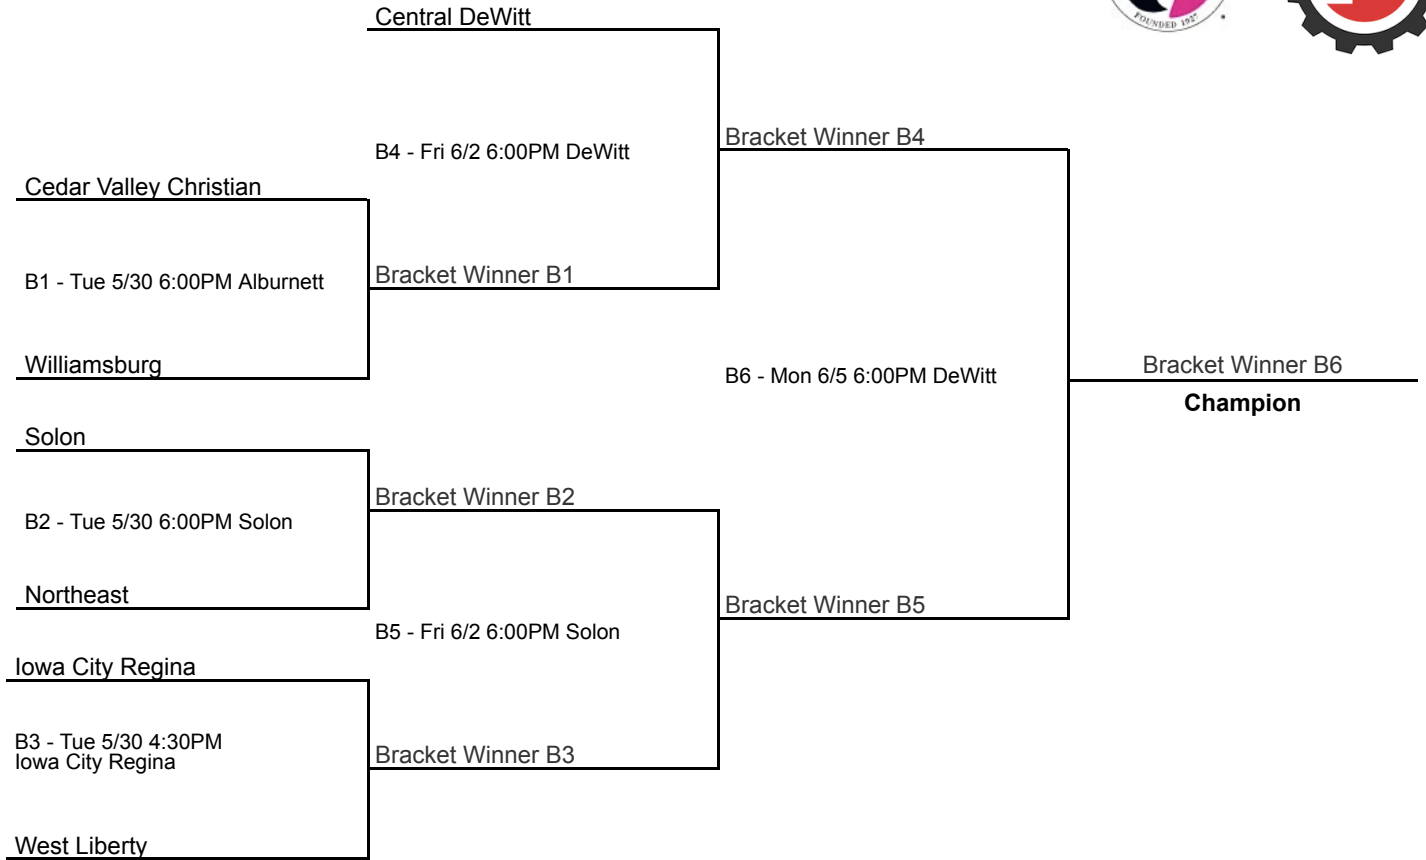 Central DeWitt
FOUNDED 1927
B4 - Fri 6/2 6:00PM DeWitt
Bracket Winner B4
Cedar Valley Christian
B1 - Tue 5/30 6:00PM Alburnett
Bracket Winner B1
Williamsburg
B6 - Mon 6/5 6:00PM DeWitt
Bracket Winner B6
Champion
Solon
B2 - Tue 5/30 6:00PM Solon
Bracket Winner B2
Northeast
B5 - Fri 6/2 6:00PM Solon
Bracket Winner B5
Iowa City Regina
B3 - Tue 5/30 4:30PM
Iowa City Regina
Bracket Winner B3
West Liberty